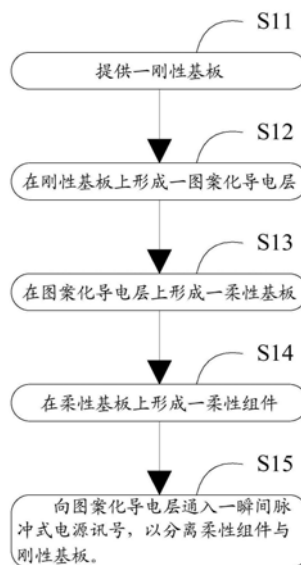 S11
提供一刚性基板
S12
在刚性基板上形成一图案化导电层
S13
在图案化导电层上形成一柔性基板
S14
在柔性基板上形成一柔性组件
S15
向图案化导电层通入一瞬间脉
冲式电源讯号，以分离柔性组件与
刚性基板。